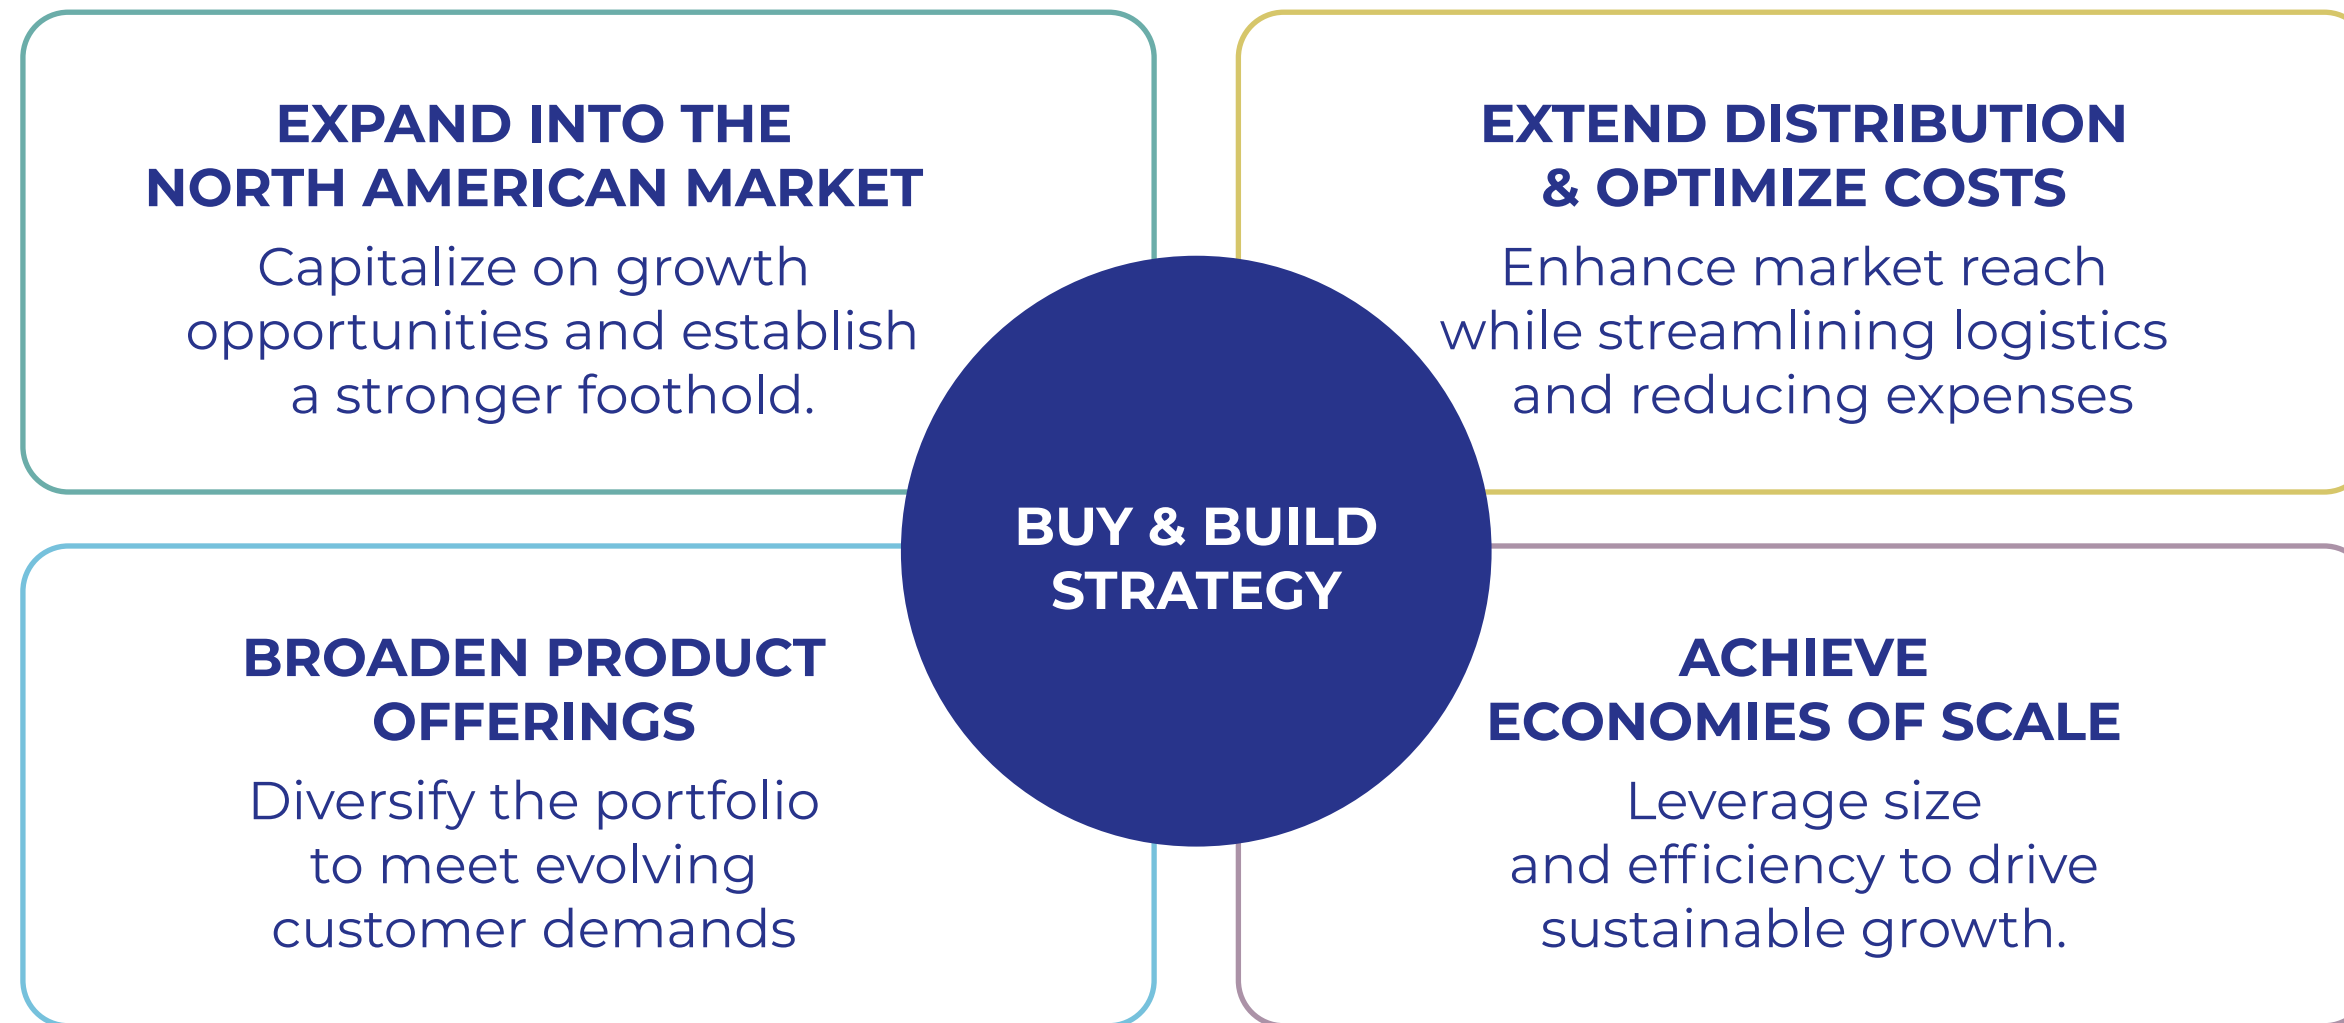 EXPAND INTO THE
NORTH AMERICAN MARKET
Capitalize on growth
opportunities and establish
a stronger foothold.
EXTEND DISTRIBUTION
& OPTIMIZE COSTS
Enhance market reach
while streamlining logistics
and reducing expenses
BUY & BUILD
STRATEGY
BROADEN PRODUCT
OFFERINGS
Diversify the portfolio
to meet evolving
customer demands
ACHIEVE
ECONOMIES OF SCALE
Leverage size
and efficiency to drive
sustainable growth.